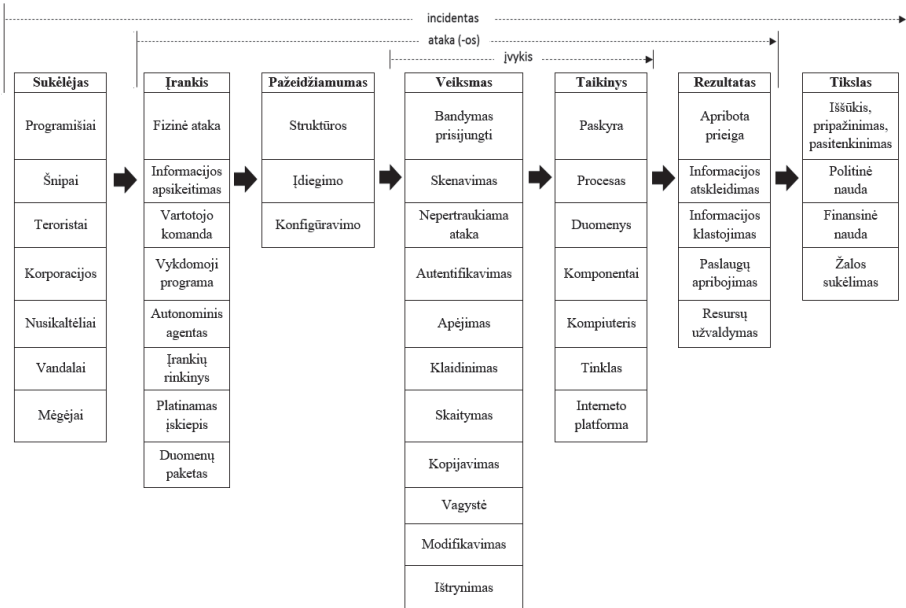 incidentas
ataka (-os)
įvykis
Sukėlėjas
Programišiai
Šnipai
Teroristai
Korporacijos
Nusikaltėliai
Vandalai
Mėgėjai
Įrankis
Fizinė ataka
Informacijos
apsikeitimas
Vartotojo
komanda
Vykdomoji
programa
Autonominis
agentas
Įrankių
rinkinys
Platinamas
įskiepis
Duomenų
paketas
Pažeidžiamumas
Struktūros
Įdiegimo
Konfigūravimo
Veiksmas
Bandymas
prisijungti
Skenavimas
Nepertraukiama
ataka
Autentifikavimas
Apėjimas
Klaidinimas
Skaitymas
Kopijavimas
Vagystė
Modifikavimas
Ištrynimas
Taikinys
Paskyra
Procesas
Duomenys
Komponentai
Kompiuteris
Tinklas
Interneto
platforma
Rezultatas
Apribota
prieiga
Informacijos
atskleidimas
Informacijos
klastojimas
Paslaugų
apribojimas
Resursų
užvaldymas
Tikslas
Iššūkis,
pripažinimas,
pasitenkinimas
Politinė
nauda
Finansinė
nauda
Žalos
sukėlimas